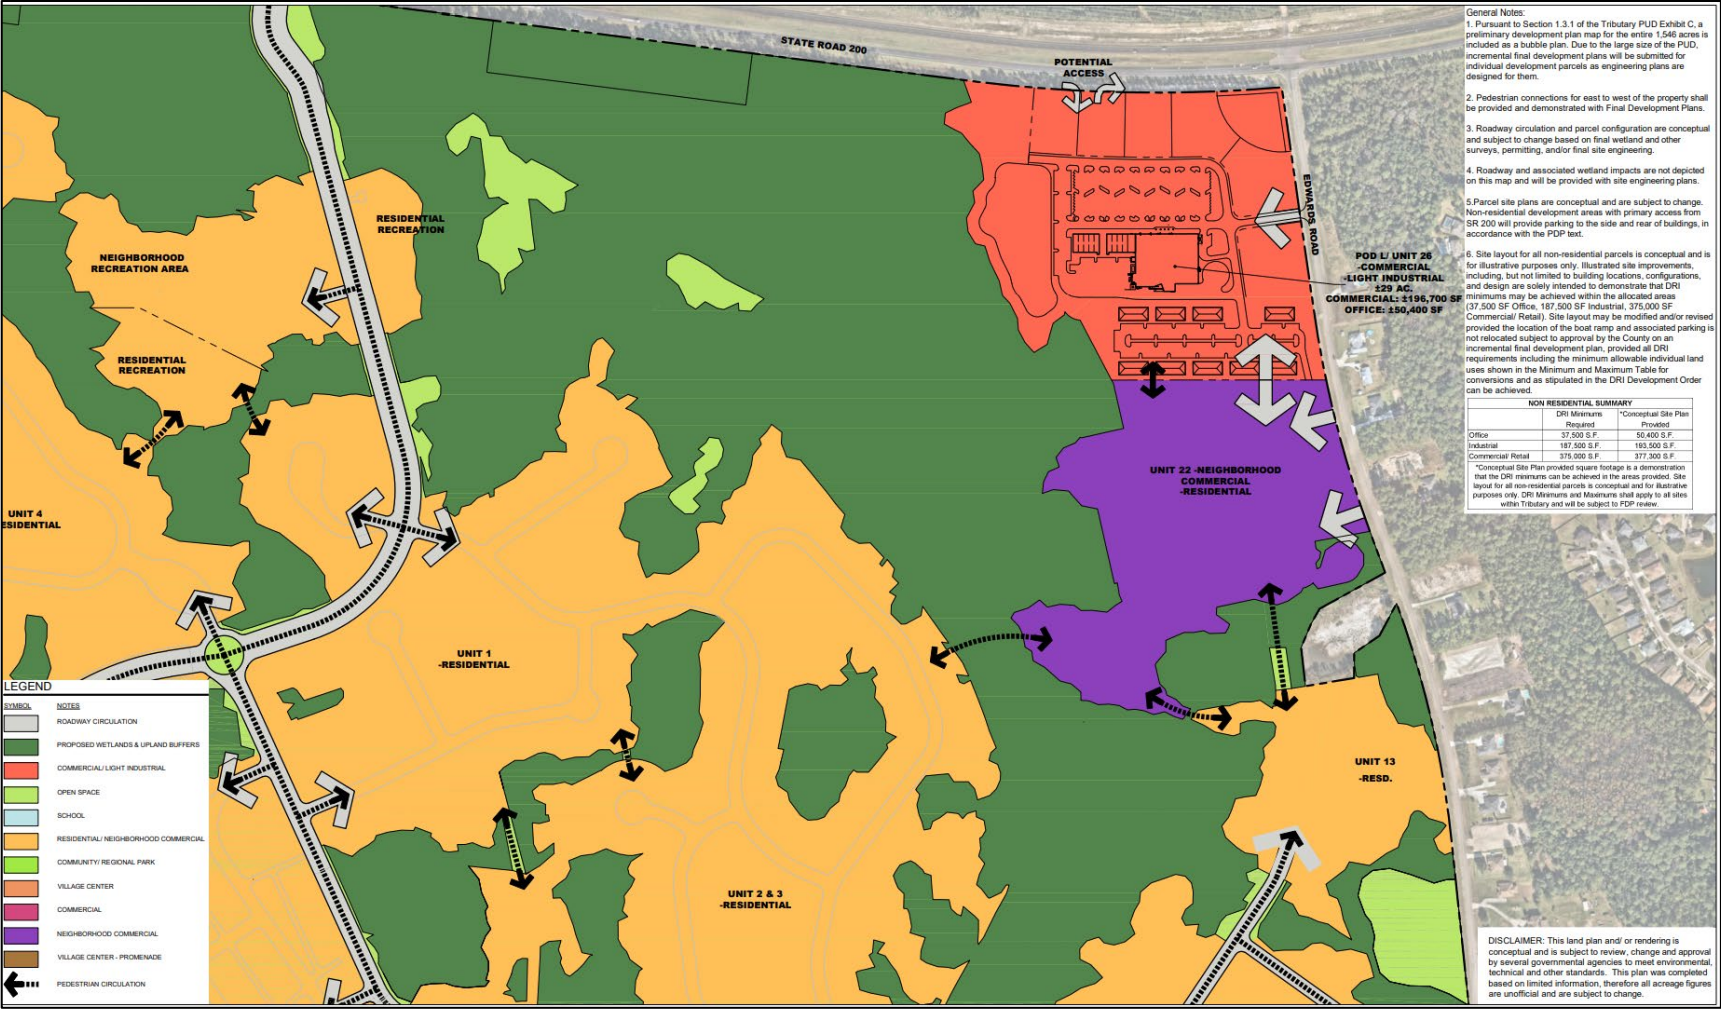 STATE ROAD 200
POTENTIAL
ACCESS
EDWARDS ROAD
RESIDENTIAL
RECREATION
NEIGHBORHOOD
RECREATION AREA
RESIDENTIAL
RECREATION
POD L/ UNIT 26
-COMMERCIAL
-LIGHT INDUSTRIAL
±29 AC.
COMMERCIAL: ±196,700 SF
OFFICE: ±50,400 SF
UNIT 22 -NEIGHBORHOOD
COMMERCIAL
-RESIDENTIAL
UNIT 4
ESIDENTIAL
UNIT 1
-RESIDENTIAL
UNIT 13
-RESD.
UNIT 2 & 3
-RESIDENTIAL
LEGEND
SYMBOL NOTES
ROADWAY CIRCULATION
PROPOSED WETLANDS & UPLAND BUFFERS
COMMERCIAL/ LIGHT INDUSTRIAL
OPEN SPACE
SCHOOL
RESIDENTIAL/ NEIGHBORHOOD COMMERCIAL
COMMUNITY/ REGIONAL PARK
VILLAGE CENTER
COMMERCIAL
NEIGHBORHOOD COMMERCIAL
VILLAGE CENTER - PROMENADE
PEDESTRIAN CIRCULATION
General Notes:
1. Pursuant to Section 1.3.1 of the Tributary PUD Exhibit C, a
preliminary development plan map for the entire 1,546 acres is
included as a bubble plan. Due to the large size of the PUD,
incremental final development plans will be submitted for
individual development parcels as engineering plans are
designed for them.
2. Pedestrian connections for east to west of the property shall
be provided and demonstrated with Final Development Plans.
3. Roadway circulation and parcel configuration are conceptual
and subject to change based on final wetland and other
surveys, permitting, and/or final site engineering.
4. Roadway and associated wetland impacts are not depicted
on this map and will be provided with site engineering plans.
5.Parcel site plans are conceptual and are subject to change.
Non-residential development areas with primary access from
SR 200 will provide parking to the side and rear of buildings, in
accordance with the PDP text.
6. Site layout for all non-residential parcels is conceptual and is
for illustrative purposes only. Illustrated site improvements,
including, but not limited to building locations, configurations,
and design are solely intended to demonstrate that DRI
minimums may be achieved within the allocated areas
(37,500 SF Office, 187,500 SF Industrial, 375,000 SF
Commercial/ Retail). Site layout may be modified and/or revised
provided the location of the boat ramp and associated parking is
not relocated subject to approval by the County on an
incremental final development plan, provided all DRI
requirements including the minimum allowable individual land
uses shown in the Minimum and Maximum Table for
conversions and as stipulated in the DRI Development Order
can be achieved.
NON RESIDENTIAL SUMMARY
DRI Minimums *Conceptual Site Plan
Required Provided
Office 37,500 S.F. 50,400 S.F.
Industrial 187,500 S.F. 193,500 S.F.
Commercial/ Retail 375,000 S.F. 377,300 S.F.
*Conceptual Site Plan provided square footage is a demonstration
that the DRI minimums can be achieved in the areas provided. Site
layout for all non-residential parcels is conceptual and for illustrative
purposes only. DRI Minimums and Maximums shall apply to all sites
within Tributary and will be subject to FDP review.
DISCLAIMER: This land plan and/ or rendering is
conceptual and is subject to review, change and approval
by several governmental agencies to meet environmental,
technical and other standards. This plan was completed
based on limited information, therefore all acreage figures
are unofficial and are subject to change.